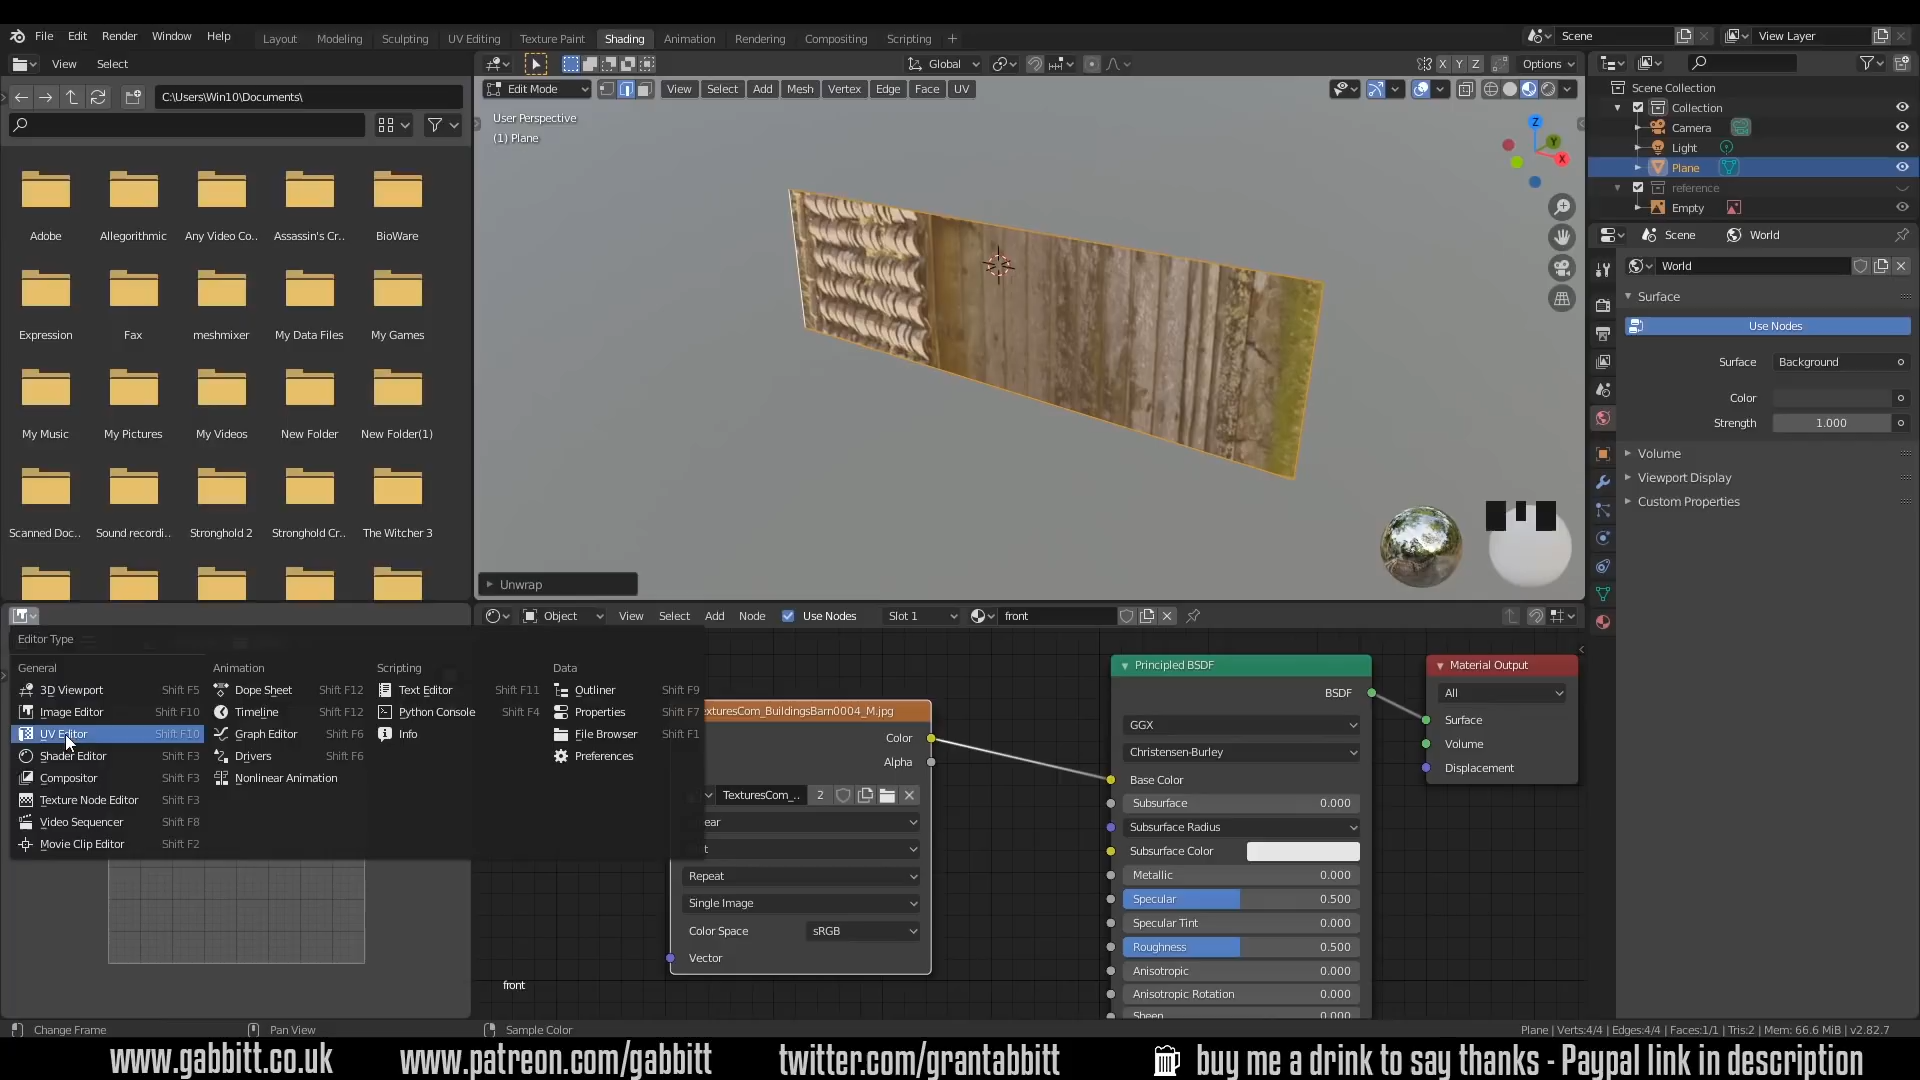 File Edit Render Window Help Layout Modeling Sculpting UV Editing Texture Paint Shading Animation Rendering Compositing Scripting Scene View Layer
View Select Global X Y Z Options
C:\Users\Win10\Documents\
Edit Mode View Select Add Mesh Vertex Edge Face UV
User Perspective
(1) Plane
Z Y X
Scene Collection
Collection
Camera
Light
Plane
reference
Empty
Scene World
World
Surface
Use Nodes
Surface Background
Color
Strength 1.000
Volume
Viewport Display
Custom Properties
Adobe Allegorithmic Any Video Co.. Assassin's Cr.. BioWare
Expression Fax meshmixer My Data Files My Games
My Music My Pictures My Videos New Folder New Folder(1)
Scanned Doc.. Sound recordi.. Stronghold 2 Stronghold Cr.. The Witcher 3
Unwrap
Object View Select Add Node Use Nodes Slot 1 front
Editor Type
General Animation Scripting Data
3D Viewport Shift F5 Dope Sheet Shift F12 Text Editor Shift F11 Outliner Shift F9
Image Editor Shift F10 Timeline Shift F12 Python Console Shift F4 Properties Shift F7
UV Editor Shift F10 Graph Editor Shift F6 Info File Browser Shift F1
Shader Editor Shift F3 Drivers Shift F6 Preferences
Compositor Shift F3 Nonlinear Animation
Texture Node Editor Shift F3
Video Sequencer Shift F8
Movie Clip Editor Shift F2
exturesCom_BuildingsBarn0004_M.jpg
Color
Alpha
TexturesCom_.. 2
ear
t
Repeat
Single Image
Color Space sRGB
Vector
front
Principled BSDF
BSDF
GGX
Christensen-Burley
Base Color
Subsurface 0.000
Subsurface Radius
Subsurface Color
Metallic 0.000
Specular 0.500
Specular Tint 0.000
Roughness 0.500
Anisotropic 0.000
Anisotropic Rotation 0.000
Sheen 0.000
Material Output
All
Surface
Volume
Displacement
Change Frame Pan View Sample Color Plane | Verts:4/4 | Edges:4/4 | Faces:1/1 | Tris:2 | Mem: 66.6 MiB | v2.82.7
www.gabbitt.co.uk www.patreon.com/gabbitt twitter.com/grantabbitt buy me a drink to say thanks - Paypal link in description